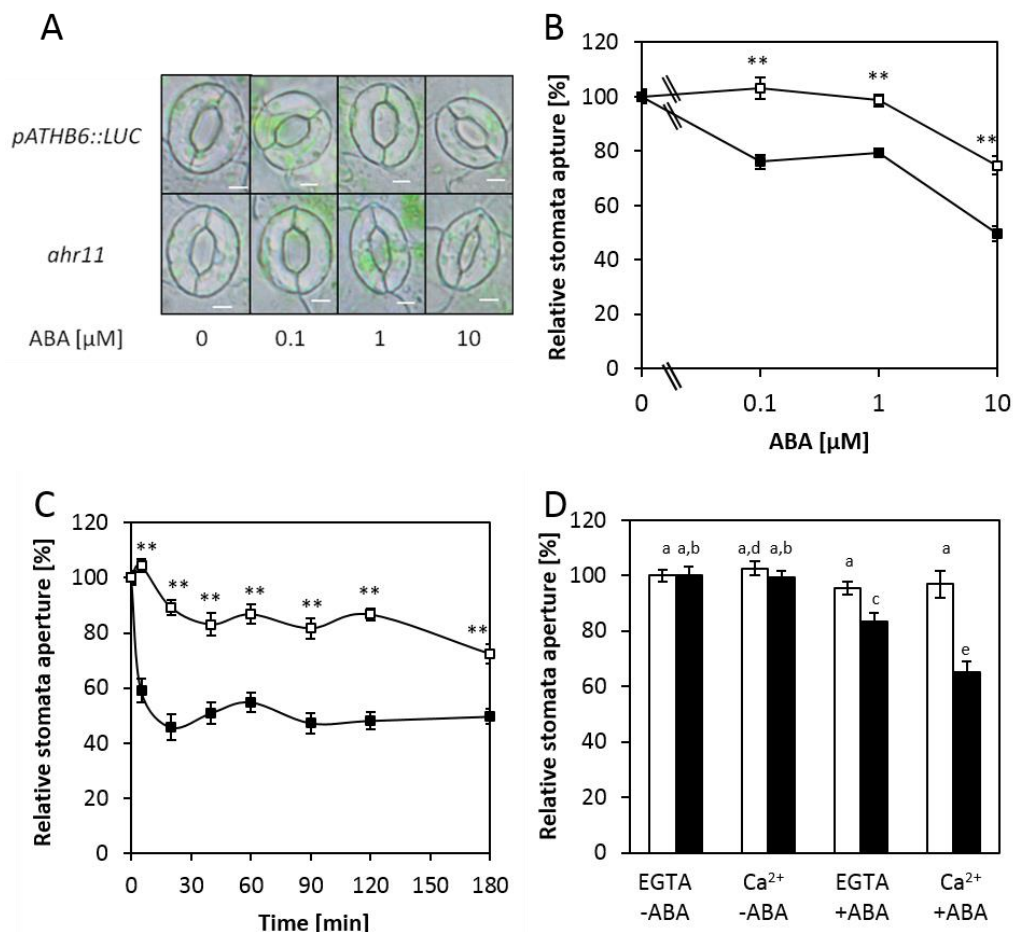 A
pATHB6::LUC
ahr11
ABA [µM] 0 0.1 1 10
B
Relative stomata apture [%]
120
100
80
60
40
20
0
** ** **
0 0.1 1 10
ABA [µM]
C
Relative stomata aperture [%]
120
100
80
60
40
20
0
** ** ** ** ** ** **
0 30 60 90 120 150 180
Time [min]
D
Relative stomata aperture [%]
120
100
80
60
40
20
0
a a,b a,d a,b a c a e
EGTA Ca²⁺ EGTA Ca²⁺
-ABA -ABA +ABA +ABA